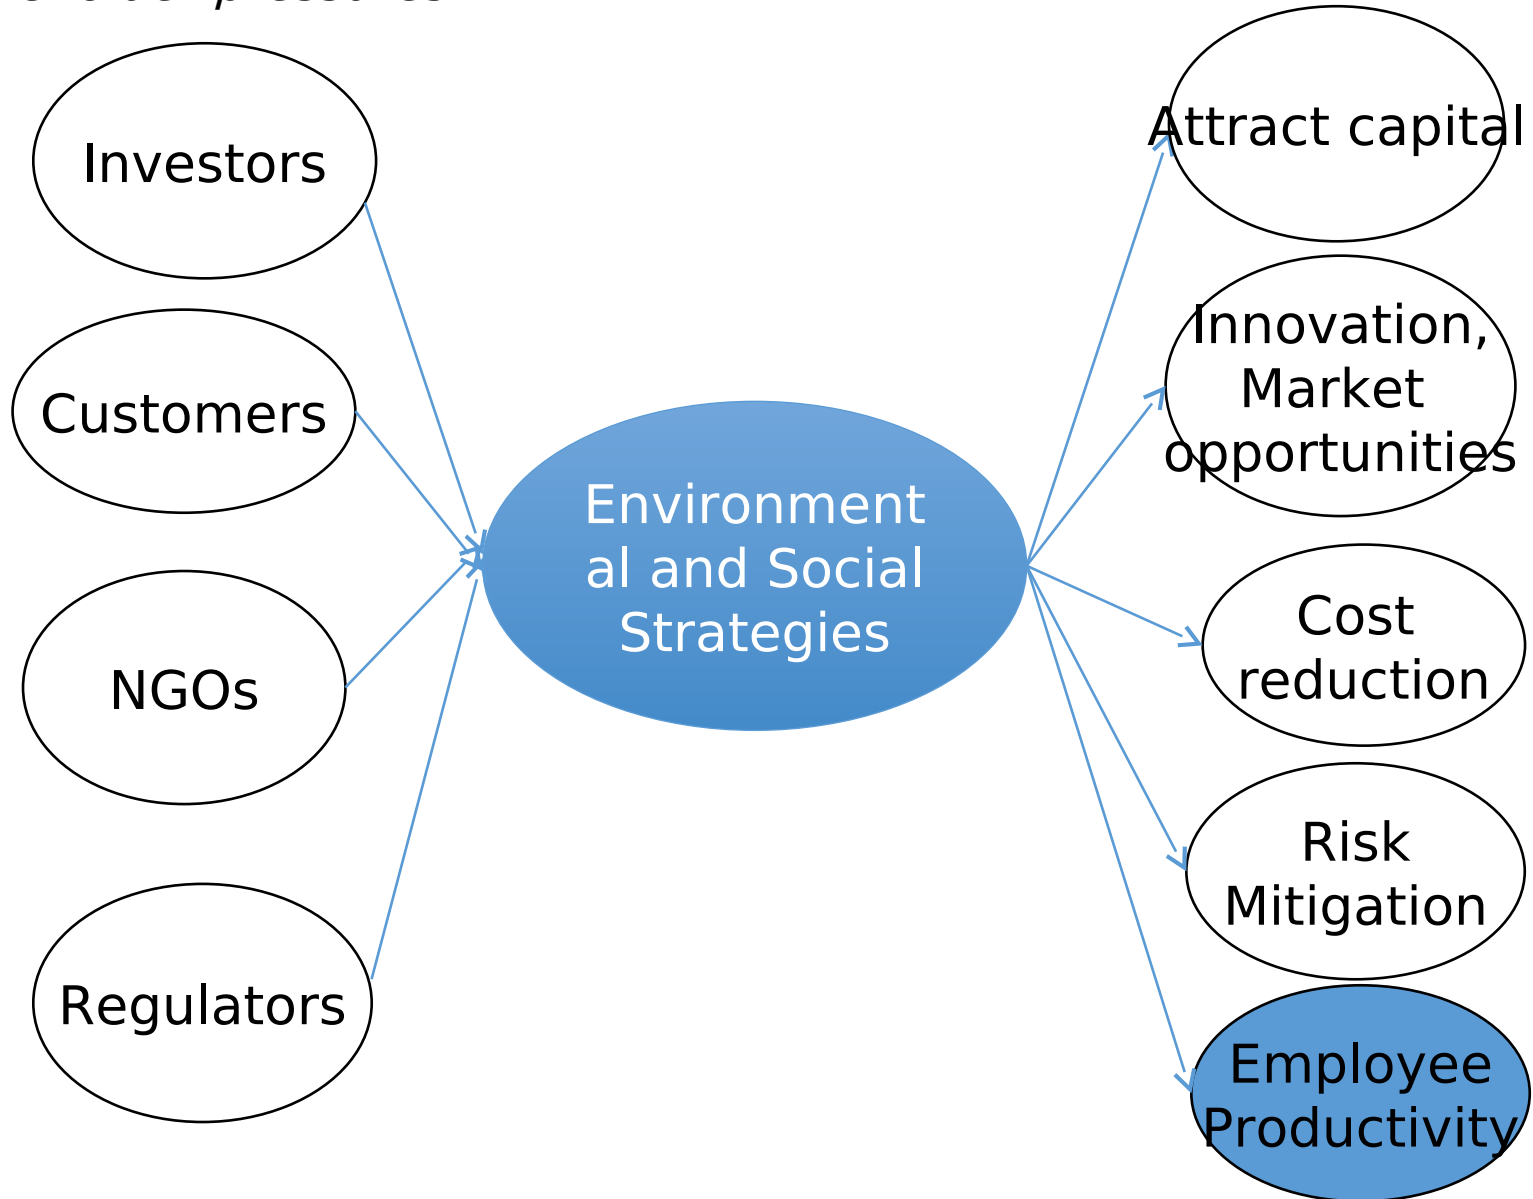 pressures
Investors
Customers
NGOs
Regulators
Environment
al and Social
Strategies
Attract capital
Innovation,
Market
opportunities
Cost
reduction
Risk
Mitigation
Employee
Productivity